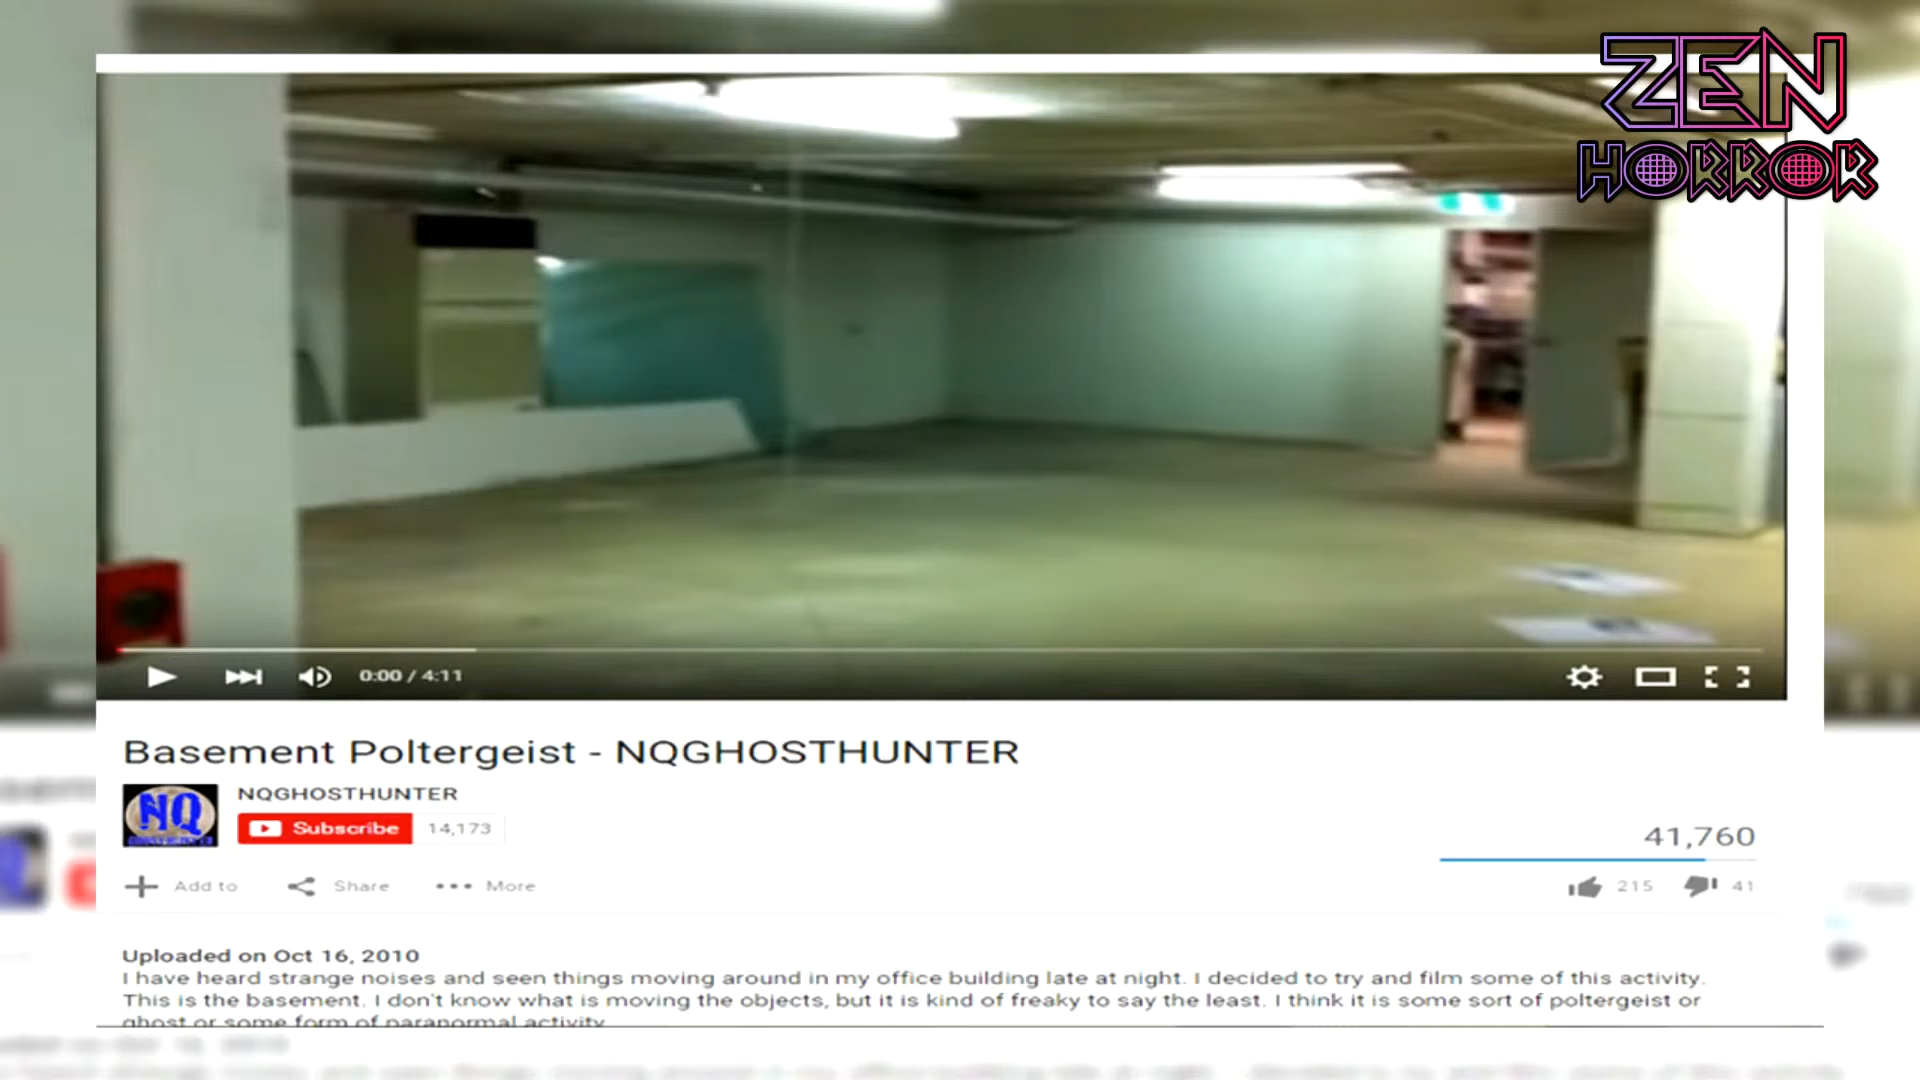 ZEN
HORROR
0:00 / 4:11
Basement Poltergeist - NQGHOSTHUNTER
NQ
NQGHOSTHUNTER
Subscribe 14,173
41,760
Add to Share More
215 41
Uploaded on Oct 16, 2010
I have heard strange noises and seen things moving around in my office building late at night. I decided to try and film some of this activity.
This is the basement. I don't know what is moving the objects, but it is kind of freaky to say the least. I think it is some sort of poltergeist or
ghost or some form of paranormal activity